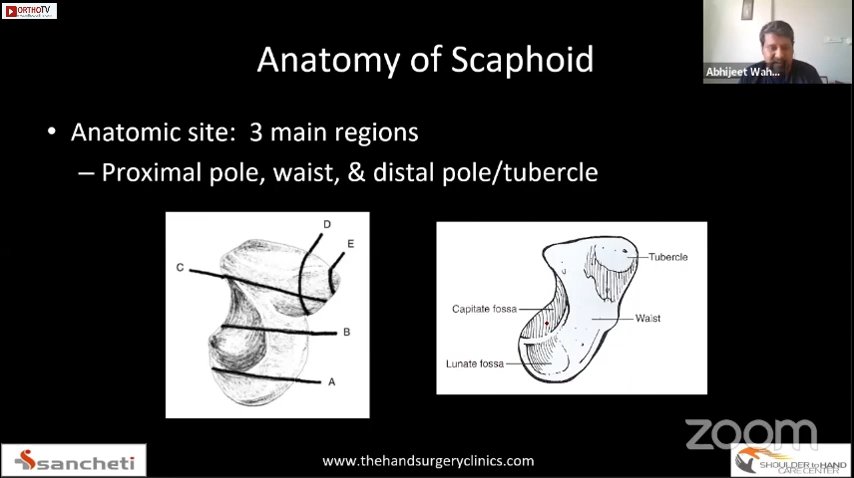 ORTHOTV
Abhijeet Wah...
Anatomy of Scaphoid
• Anatomic site: 3 main regions
– Proximal pole, waist, & distal pole/tubercle
D
E
C
B
A
Tubercle
Capitate fossa
Waist
Lunate fossa
zoom
sancheti
www.thehandsurgeryclinics.com
SHOULDER to HAND
CARE CENTER